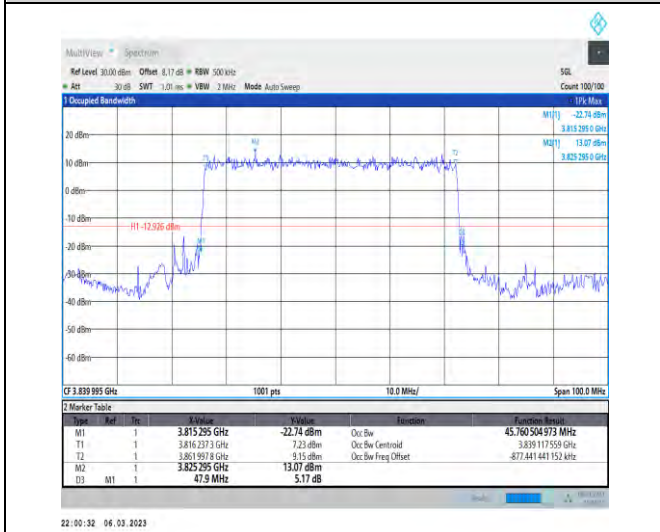 MultiView Spectrum
Ref Level 30.00 dBm Offset 8.17 dB RBW 500 kHz SGL
Att 30 dB SWT 1.01 ms VBW 2 MHz Mode Auto Sweep Count 100/100
1 Occupied Bandwidth 1Pk Max
M1[1] -22.74 dBm
3.815 295 0 GHz
M2[1] 13.07 dBm
3.825 295 0 GHz
20 dBm
M2
T1
T2
10 dBm
0 dBm
-10 dBm
H1 -12.926 dBm
M1
-30 dBm
-40 dBm
-50 dBm
-60 dBm
CF 3.839 995 GHz 1001 pts 10.0 MHz/ Span 100.0 MHz
2 Marker Table
Type Ref Trc X-Value Y-Value Function Function Result
M1 1 3.815 295 GHz -22.74 dBm Occ Bw 45.760 504 973 MHz
T1 1 3.816 237 3 GHz 7.23 dBm Occ Bw Centroid 3.839 117 559 GHz
T2 1 3.861 997 8 GHz 9.15 dBm Occ Bw Freq Offset -877.441 441 152 kHz
M2 1 3.825 295 GHz 13.07 dBm
D3 M1 1 47.9 MHz 5.17 dB
22:00:32 06.03.2023